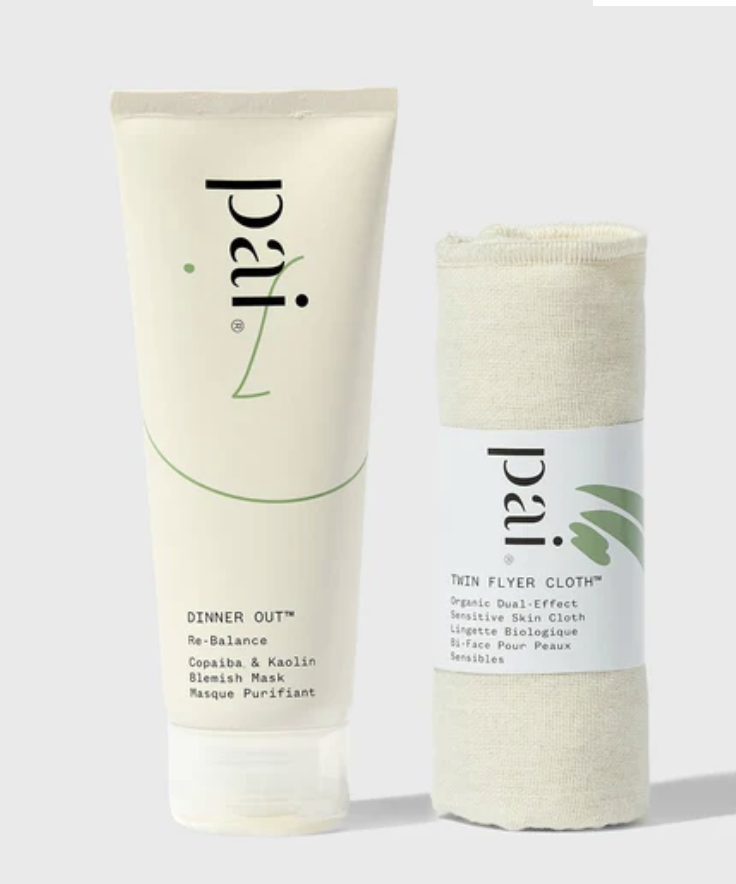 pai
®
DINNER OUT™
Re-Balance
Copaiba & Kaolin
Blemish Mask
Masque Purifiant
pai
®
TWIN FLYER CLOTH™
Organic Dual-Effect
Sensitive Skin Cloth
Lingette Biologique
Bi-Face Pour Peaux
Sensibles